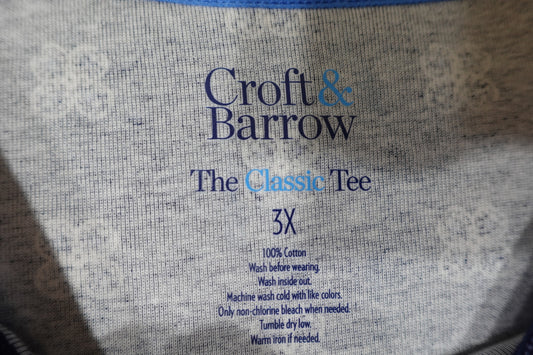 Croft&
Barrow
The Classic Tee
3X
100% Cotton
Wash before wearing.
Wash inside out.
Machine wash cold with like colors.
Only non-chlorine bleach when needed.
Tumble dry low.
Warm iron if needed.